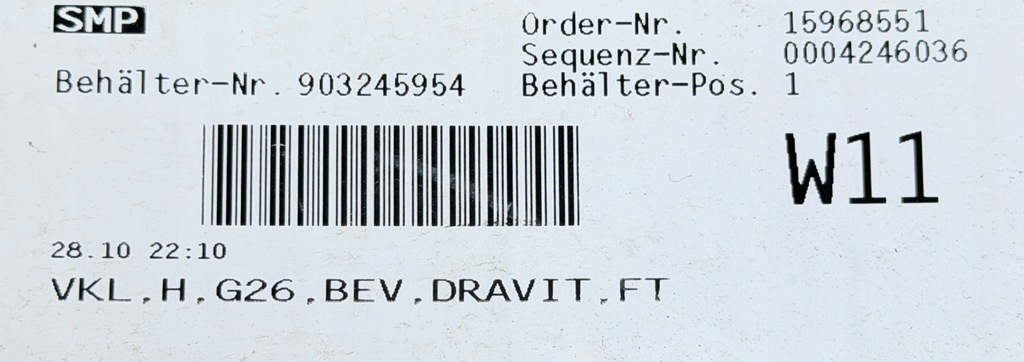 SMP
Order-Nr. 15968551
Sequenz-Nr. 0004246036
Behälter-Nr. 903245954 Behälter-Pos. 1
W11
28.10 22:10
VKL,H,G26,BEV,DRAVIT,FT